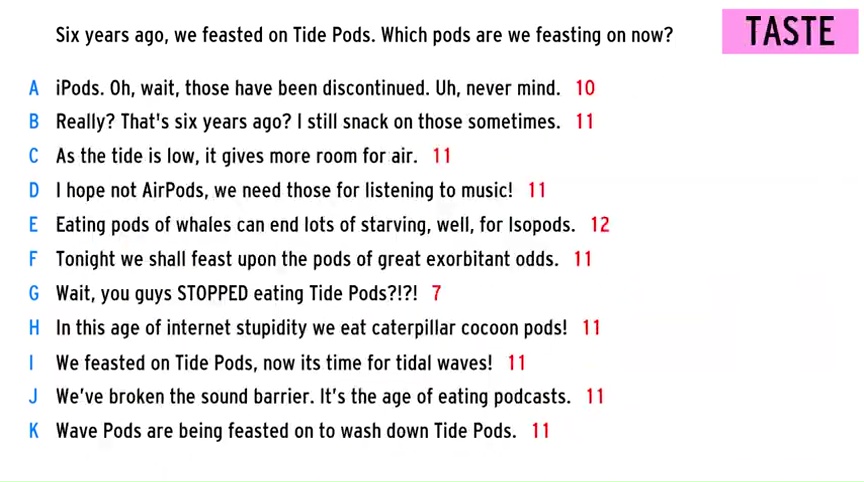 Six years ago, we feasted on Tide Pods. Which pods are we feasting on now?
TASTE
A iPods. Oh, wait, those have been discontinued. Uh, never mind. 10
B Really? That's six years ago? I still snack on those sometimes. 11
C As the tide is low, it gives more room for air. 11
D I hope not AirPods, we need those for listening to music! 11
E Eating pods of whales can end lots of starving, well, for Isopods. 12
F Tonight we shall feast upon the pods of great exorbitant odds. 11
G Wait, you guys STOPPED eating Tide Pods?!?! 7
H In this age of internet stupidity we eat caterpillar cocoon pods! 11
I We feasted on Tide Pods, now its time for tidal waves! 11
J We've broken the sound barrier. It's the age of eating podcasts. 11
K Wave Pods are being feasted on to wash down Tide Pods. 11